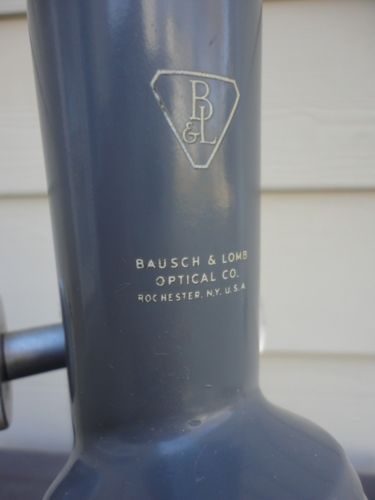 B
&L
BAUSCH & LOMB
OPTICAL CO.
ROCHESTER, N.Y. U.S.A.